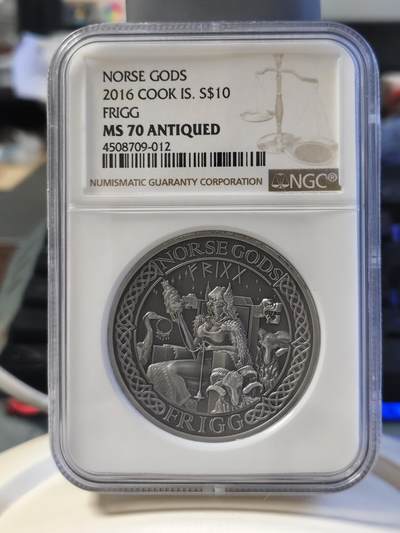 NORSE GODS
2016 COOK IS. S$10
FRIGG
MS 70 ANTIQUED
4508709-012
NUMISMATIC GUARANTY CORPORATION NGC®
NORSE GODS
ᚠᚱᛁᚷᚷ
FRIGG